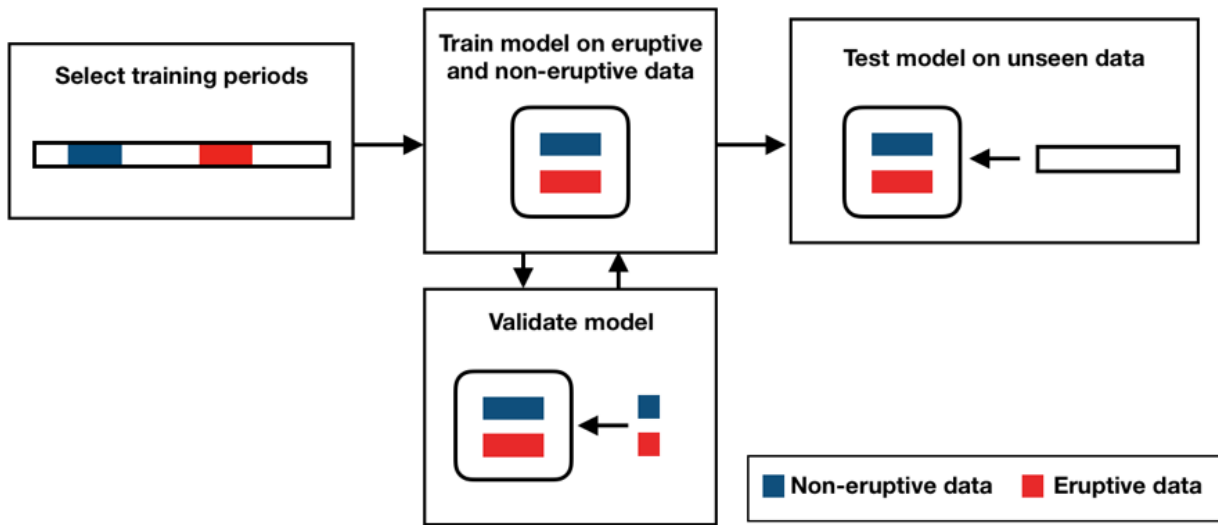 Select training periods
Train model on eruptive
and non-eruptive data
Test model on unseen data
Validate model
Non-eruptive data
Eruptive data